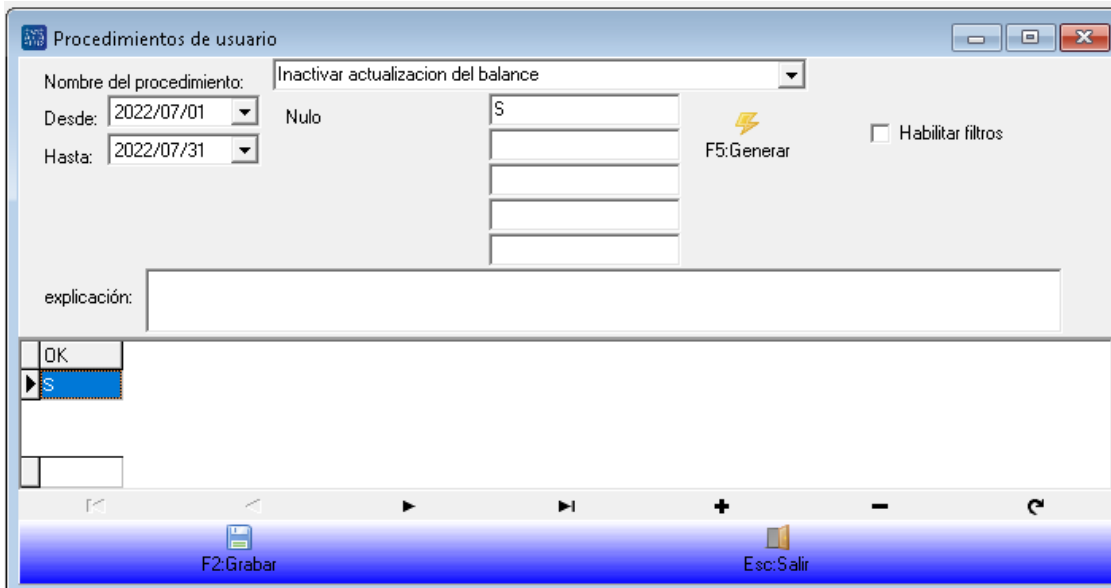 Procedimientos de usuario
Nombre del procedimiento: Inactivar actualizacion del balance
Desde: 2022/07/01 Nulo S
Hasta: 2022/07/31
F5:Generar
Habilitar filtros
explicación:
OK
S
F2:Grabar Esc:Salir